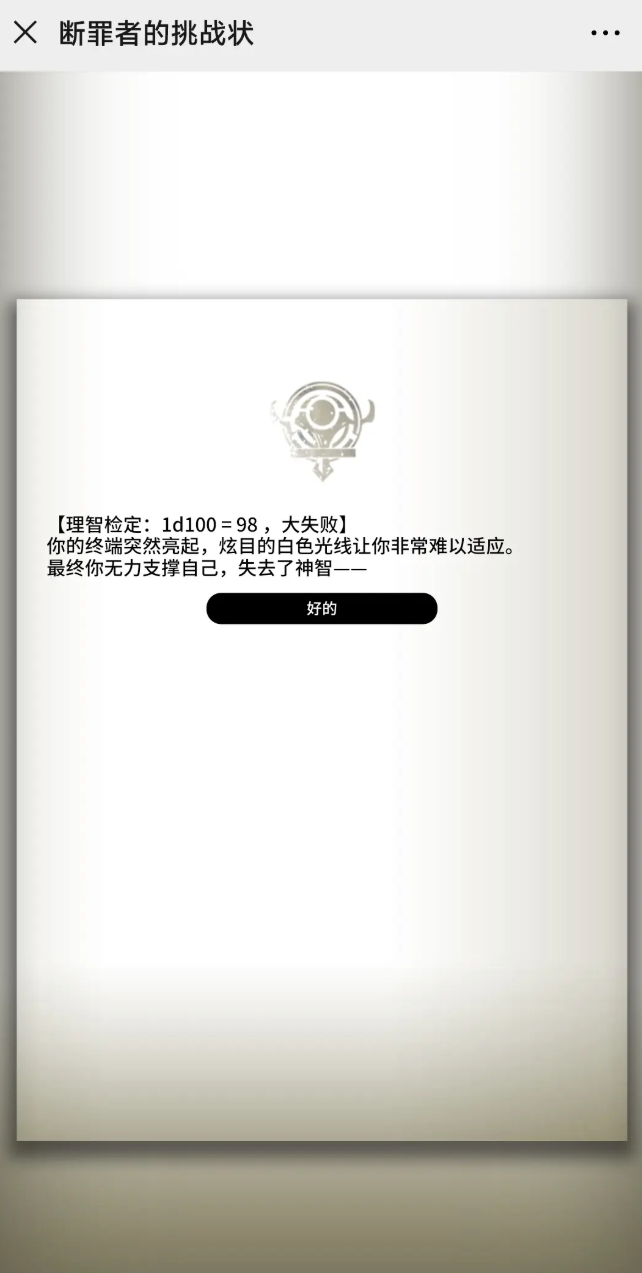 断罪者的挑战状
【理智检定：1d100 = 98 ，大失败】
你的终端突然亮起，炫目的白色光线让你非常难以适应。
最终你无力支撑自己，失去了神智——
好的